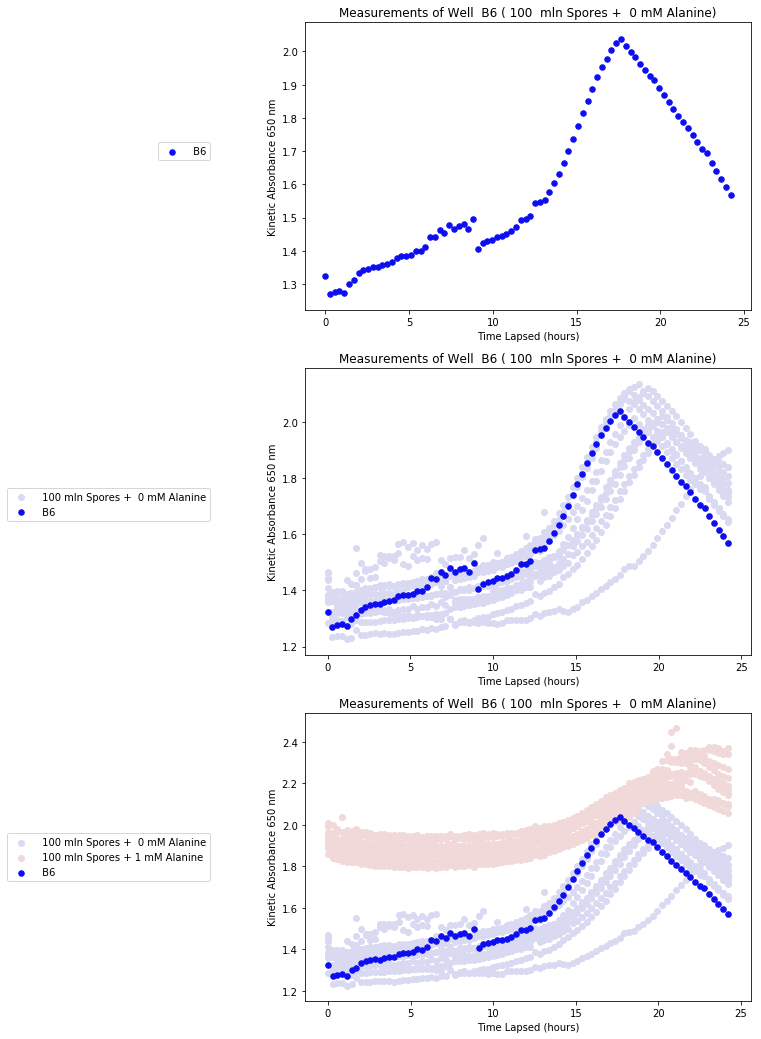 Measurements of Well  B6 ( 100  mln Spores +  0 mM Alanine)
2.0
1.9
1.8
1.7
1.6
1.5
1.4
1.3
Kinetic Absorbance 650 nm
B6
0
5
10
15
20
25
Time Lapsed (hours)
Measurements of Well  B6 ( 100  mln Spores +  0 mM Alanine)
2.0
1.8
1.6
1.4
1.2
Kinetic Absorbance 650 nm
100 mln Spores +  0 mM Alanine
B6
0
5
10
15
20
25
Time Lapsed (hours)
Measurements of Well  B6 ( 100  mln Spores +  0 mM Alanine)
2.4
2.2
2.0
1.8
1.6
1.4
1.2
Kinetic Absorbance 650 nm
100 mln Spores +  0 mM Alanine
100 mln Spores + 1 mM Alanine
B6
0
5
10
15
20
25
Time Lapsed (hours)